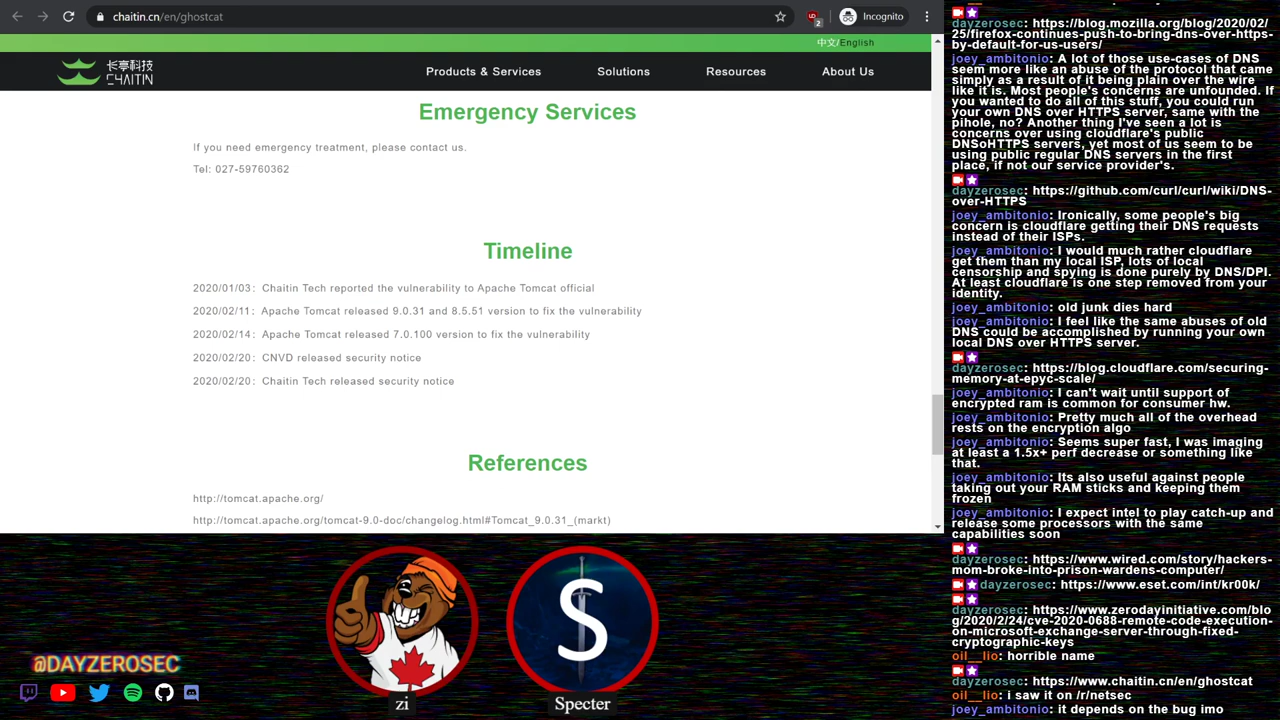 chaitin.cn/en/ghostcat
2
Incognito
中文/English
长亭科技
CHAITIN
Products & Services
Solutions
Resources
About Us
Emergency Services
If you need emergency treatment, please contact us.
Tel: 027-59760362
Timeline
2020/01/03: Chaitin Tech reported the vulnerability to Apache Tomcat official
2020/02/11: Apache Tomcat released 9.0.31 and 8.5.51 version to fix the vulnerability
2020/02/14: Apache Tomcat released 7.0.100 version to fix the vulnerability
2020/02/20: CNVD released security notice
2020/02/20: Chaitin Tech released security notice
References
http://tomcat.apache.org/
http://tomcat.apache.org/tomcat-9.0-doc/changelog.html#Tomcat_9.0.31_(markt)
@DAYZEROSEC
zi
S
Specter
dayzerosec: https://blog.mozilla.org/blog/2020/02/
25/firefox-continues-push-to-bring-dns-over-https-
by-default-for-us-users/
joey_ambitonio: A lot of those use-cases of DNS
seem more like an abuse of the protocol that came
simply as a result of it being plain over the wire
like it is. Most people's concerns are unfounded. If
you wanted to do all of this stuff, you could run
your own DNS over HTTPS server, same with the
pihole, no? Another thing I've seen a lot is
concerns over using cloudflare's public
DNSoHTTPS servers, yet most of us seem to be
using public regular DNS servers in the first
place, if not our service provider's.
dayzerosec: https://github.com/curl/curl/wiki/DNS-
over-HTTPS
joey_ambitonio: Ironically, some people's big
concern is cloudflare getting their DNS requests
instead of their ISPs.
joey_ambitonio: I would much rather cloudflare
get them than my local ISP, lots of local
censorship and spying is done purely by DNS/DPI.
At least cloudflare is one step removed from your
identity.
joey_ambitonio: old junk dies hard
joey_ambitonio: I feel like the same abuses of old
DNS could be accomplished by running your own
local DNS over HTTPS server.
dayzerosec: https://blog.cloudflare.com/securing-
memory-at-epyc-scale/
joey_ambitonio: I can't wait until support of
encrypted ram is common for consumer hw.
joey_ambitonio: Pretty much all of the overhead
rests on the encryption algo
joey_ambitonio: Seems super fast, I was imaging
at least a 1.5x+ perf decrease or something like
that.
joey_ambitonio: Its also useful against people
taking out your RAM sticks and keeping them
frozen
joey_ambitonio: I expect intel to play catch-up and
release some processors with the same
capabilities soon
dayzerosec: https://www.wired.com/story/hackers-
mom-broke-into-prison-wardens-computer/
dayzerosec: https://www.eset.com/int/kr00k/
dayzerosec: https://www.zerodayinitiative.com/blo
g/2020/2/24/cve-2020-0688-remote-code-execution-
on-microsoft-exchange-server-through-fixed-
cryptographic-keys
oil__lio: horrible name
dayzerosec: https://www.chaitin.cn/en/ghostcat
oil__lio: i saw it on /r/netsec
joey_ambitonio: it depends on the bug imo